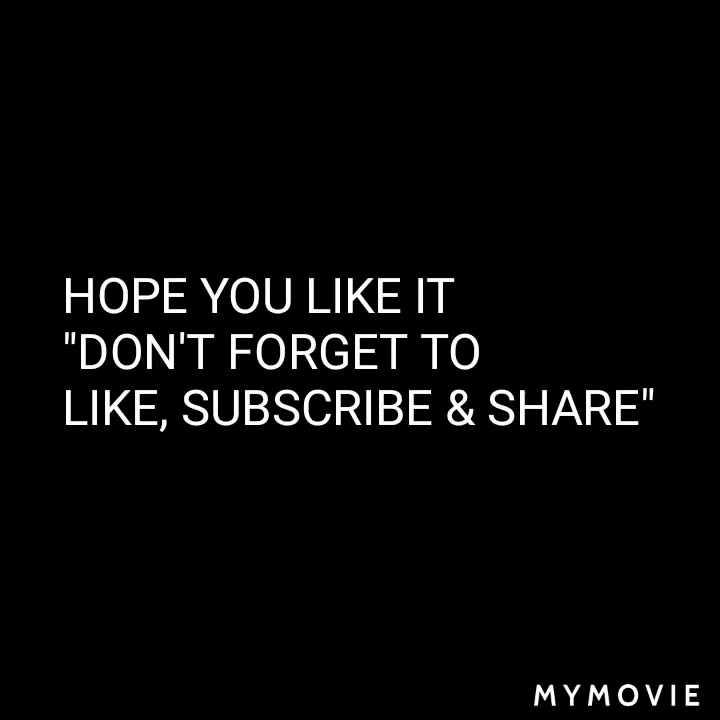 HOPE YOU LIKE IT
"DON'T FORGET TO
LIKE, SUBSCRIBE & SHARE"
MYMOVIE